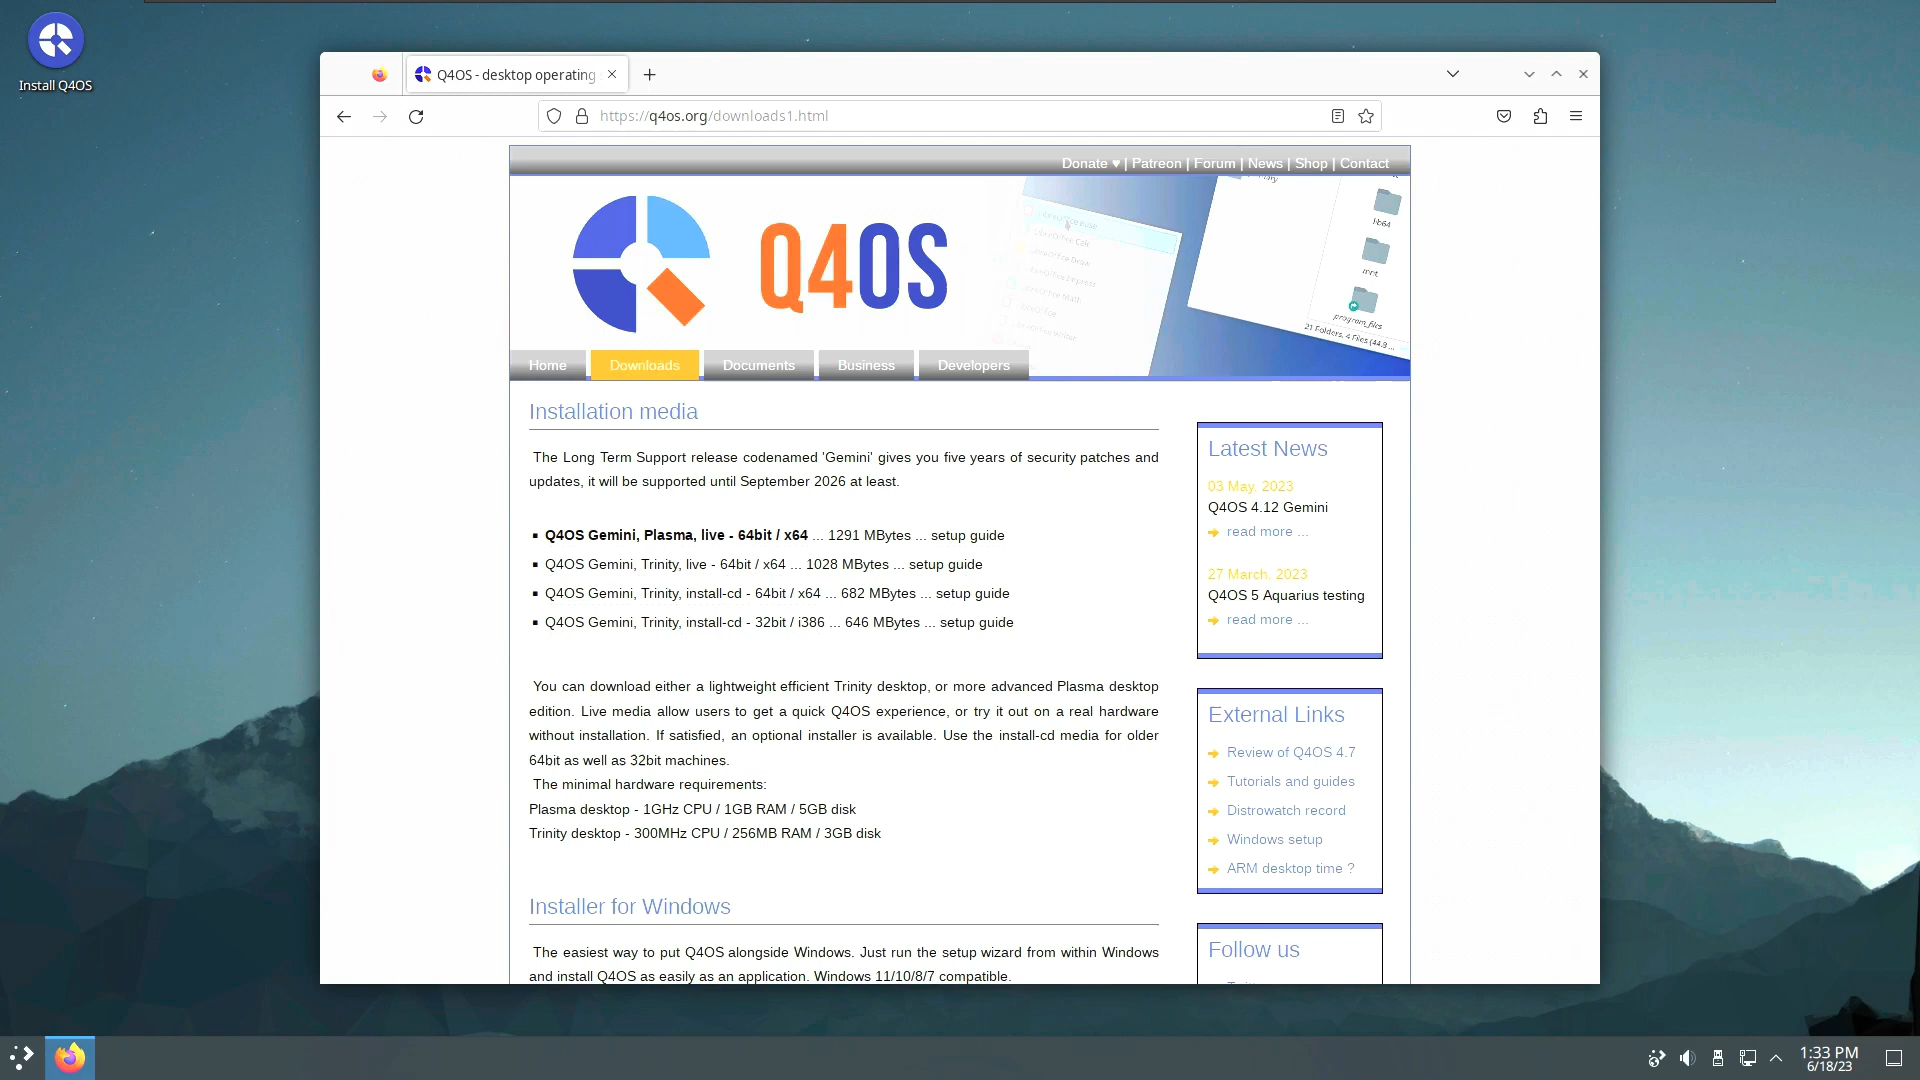 Install Q4OS
Q4OS - desktop operating
https://q4os.org/downloads1.html
Donate ♥ | Patreon | Forum | News | Shop | Contact
Q4OS
lib64
mnt
program_files
21 Folders, 4 Files (44.9 ...
Home
Downloads
Documents
Business
Developers
Installation media
The Long Term Support release codenamed 'Gemini' gives you five years of security patches and
updates, it will be supported until September 2026 at least.
▪ Q4OS Gemini, Plasma, live - 64bit / x64 ... 1291 MBytes ... setup guide
▪ Q4OS Gemini, Trinity, live - 64bit / x64 ... 1028 MBytes ... setup guide
▪ Q4OS Gemini, Trinity, install-cd - 64bit / x64 ... 682 MBytes ... setup guide
▪ Q4OS Gemini, Trinity, install-cd - 32bit / i386 ... 646 MBytes ... setup guide
You can download either a lightweight efficient Trinity desktop, or more advanced Plasma desktop
edition. Live media allow users to get a quick Q4OS experience, or try it out on a real hardware
without installation. If satisfied, an optional installer is available. Use the install-cd media for older
64bit as well as 32bit machines.
The minimal hardware requirements:
Plasma desktop - 1GHz CPU / 1GB RAM / 5GB disk
Trinity desktop - 300MHz CPU / 256MB RAM / 3GB disk
Installer for Windows
The easiest way to put Q4OS alongside Windows. Just run the setup wizard from within Windows
and install Q4OS as easily as an application. Windows 11/10/8/7 compatible.
Latest News
03 May, 2023
Q4OS 4.12 Gemini
read more ...
27 March, 2023
Q4OS 5 Aquarius testing
read more ...
External Links
Review of Q4OS 4.7
Tutorials and guides
Distrowatch record
Windows setup
ARM desktop time ?
Follow us
1:33 PM
6/18/23